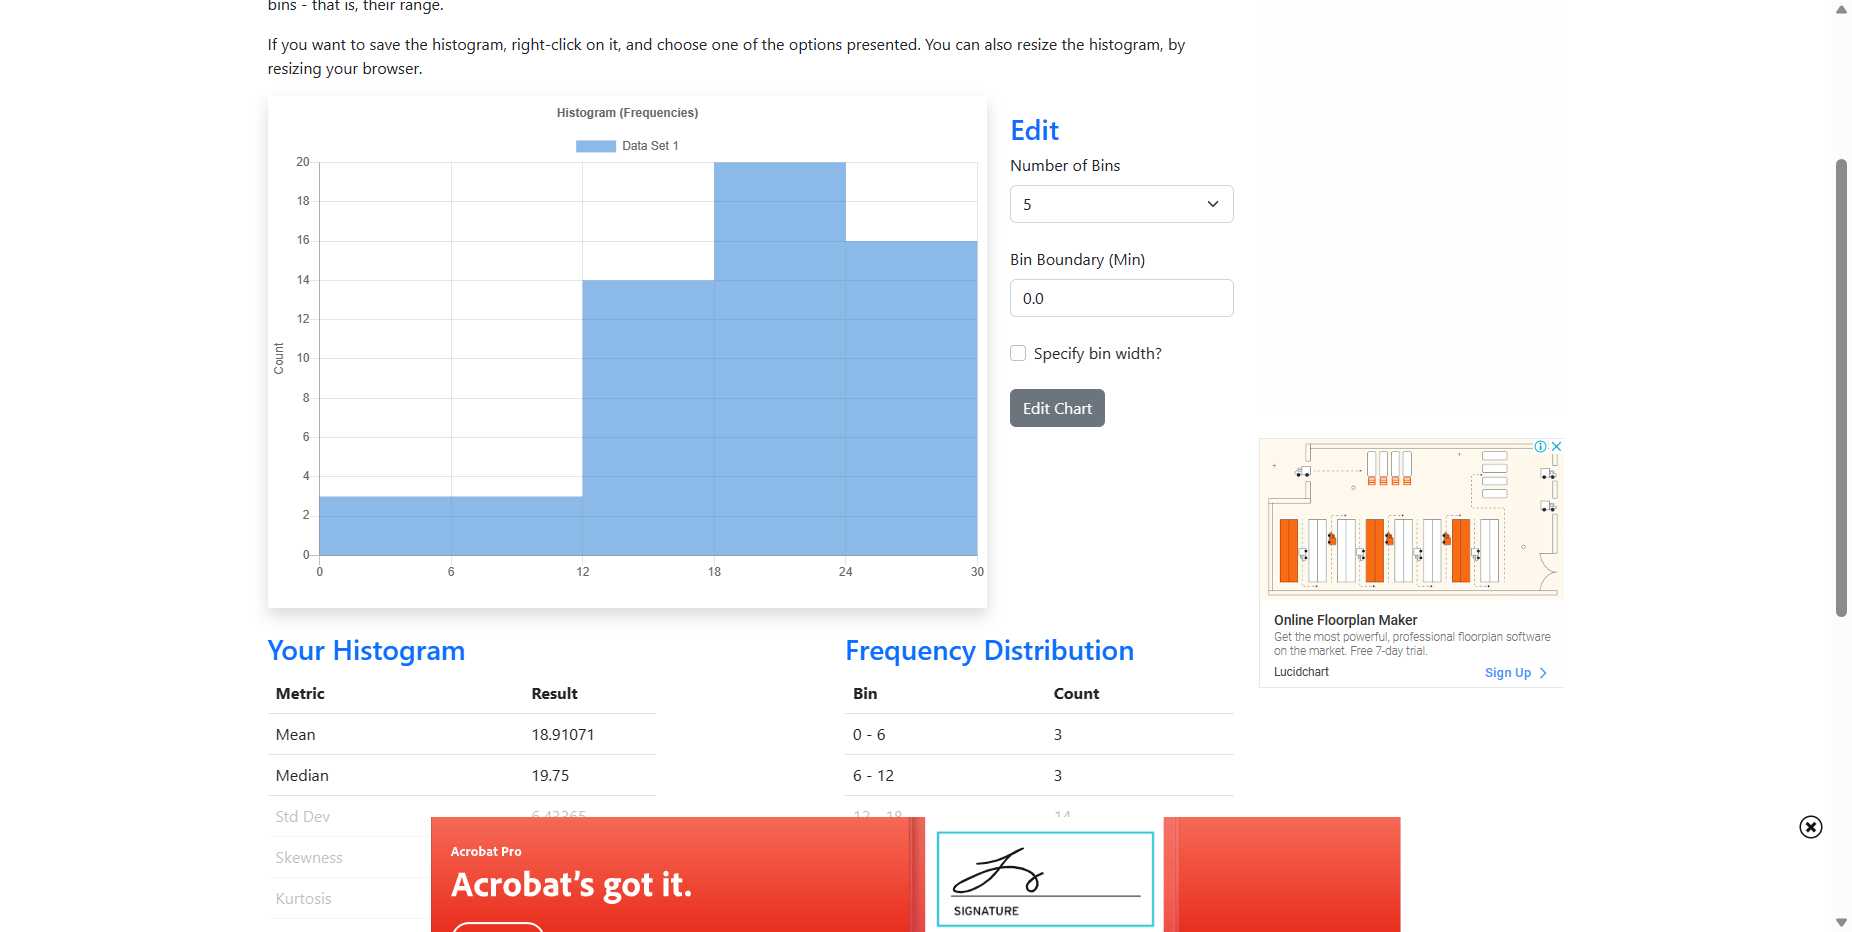 bins - that is, their range.
If you want to save the histogram, right-click on it, and choose one of the options presented. You can also resize the histogram, by
resizing your browser.
Histogram (Frequencies)
Data Set 1
20
18
16
14
12
10
8
6
4
2
0
Count
0 6 12 18 24 30
Edit
Number of Bins
5
Bin Boundary (Min)
0.0
Specify bin width?
Edit Chart
Online Floorplan Maker
Get the most powerful, professional floorplan software
on the market. Free 7-day trial.
Lucidchart Sign Up
Your Histogram
Metric Result
Mean 18.91071
Median 19.75
Std Dev 6.43365
Skewness
Kurtosis
Frequency Distribution
Bin Count
0 - 6 3
6 - 12 3
12 - 18 14
Acrobat Pro
Acrobat's got it.
SIGNATURE